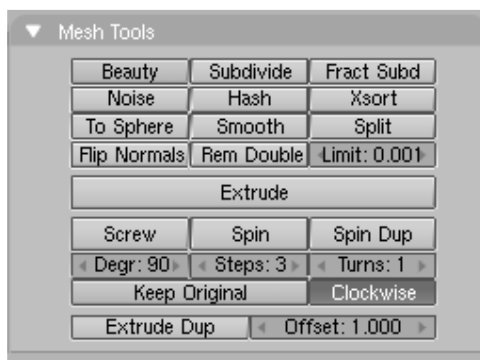 Mesh Tools
Beauty Subdivide Fract Subd
Noise Hash Xsort
To Sphere Smooth Split
Flip Normals Rem Double Limit: 0.001
Extrude
Screw Spin Spin Dup
Degr: 90 Steps: 3 Turns: 1
Keep Original Clockwise
Extrude Dup Offset: 1.000